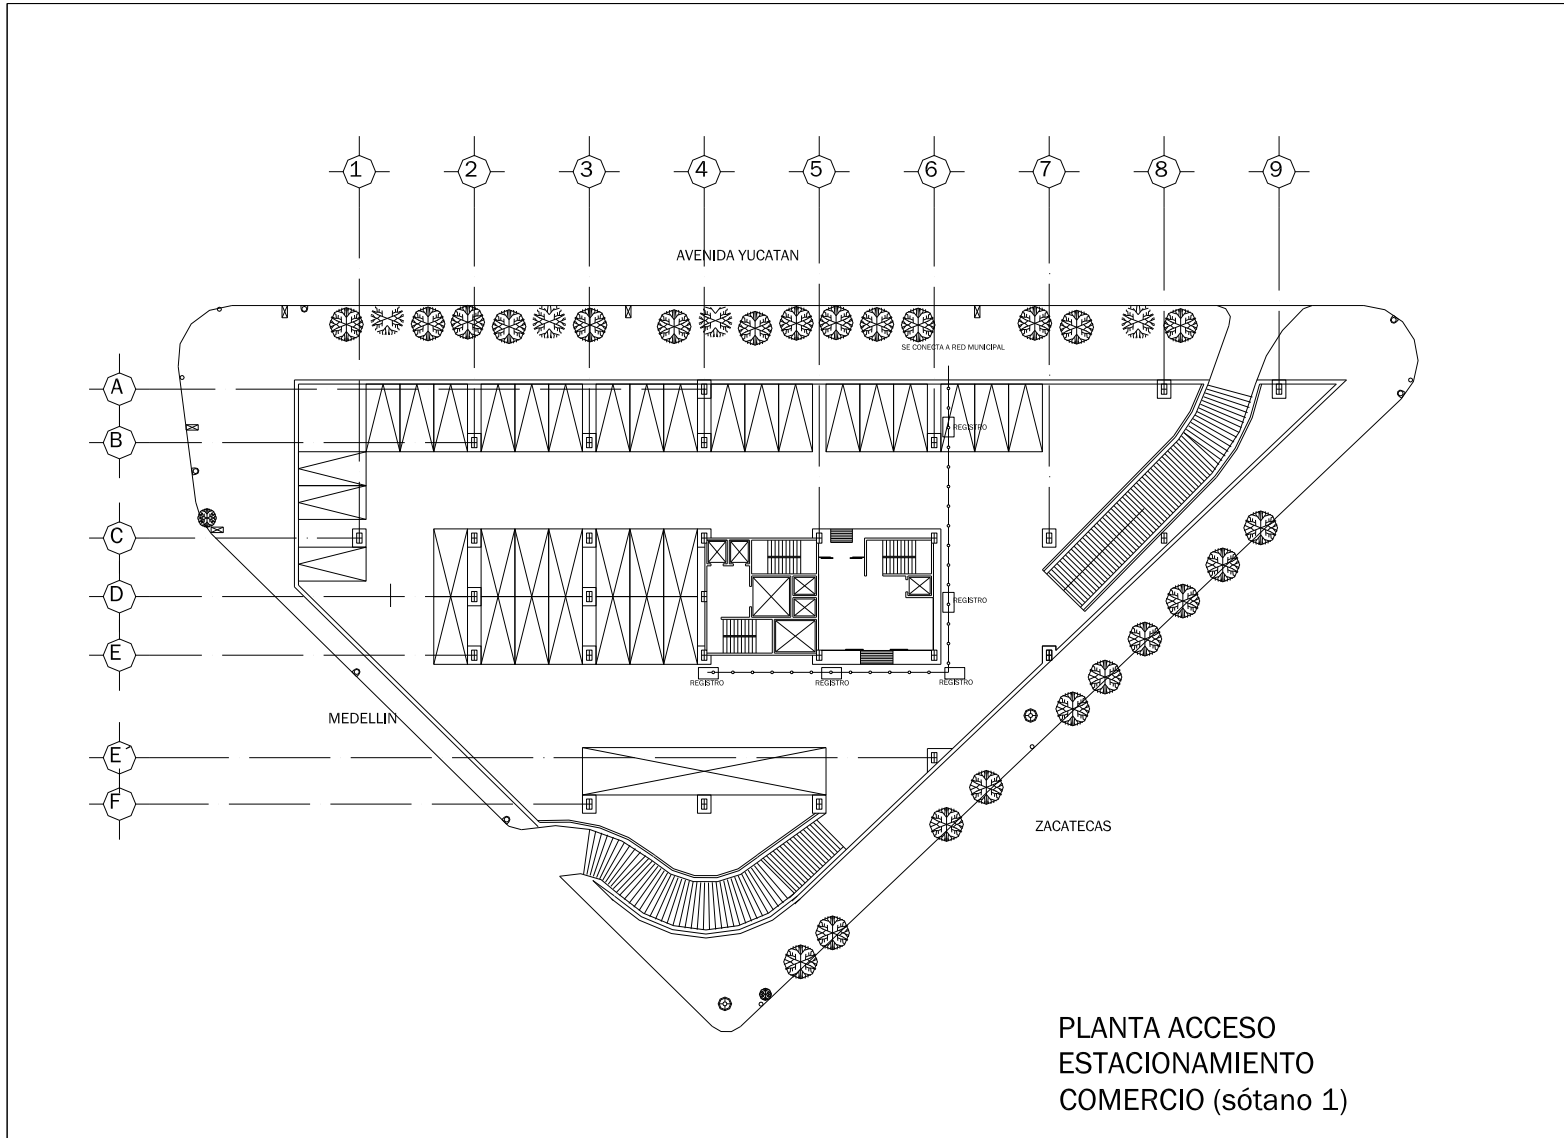 1 2 3 4 5 6 7 8 9
AVENIDA YUCATAN
SE CONECTA A RED MUNICIPAL
A
B
REGISTRO
C
D
REGISTRO
E
REGISTRO REGISTRO REGISTRO
MEDELLIN
E´
F
ZACATECAS
PLANTA ACCESO
ESTACIONAMIENTO
COMERCIO (sótano 1)